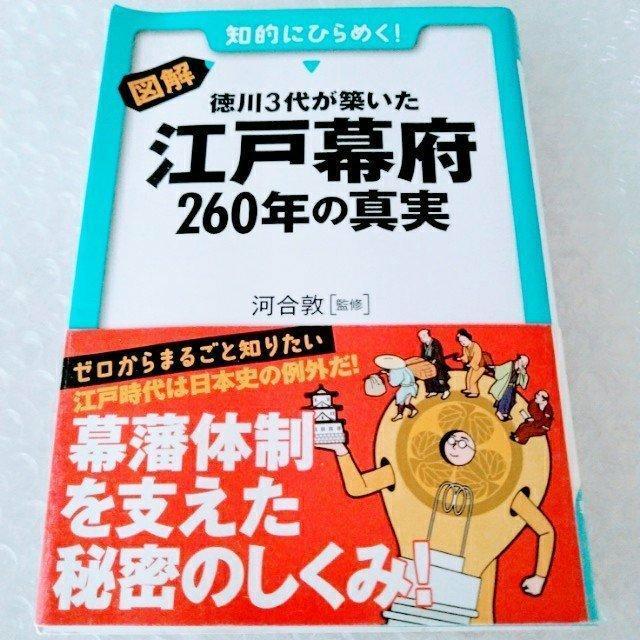 知的にひらめく!
図解
徳川3代が築いた
江戸幕府
260年の真実
河合敦[監修]
ゼロからまるごと知りたい
江戸時代は日本史の例外だ!
幕藩体制
を支えた
秘密のしくみ!